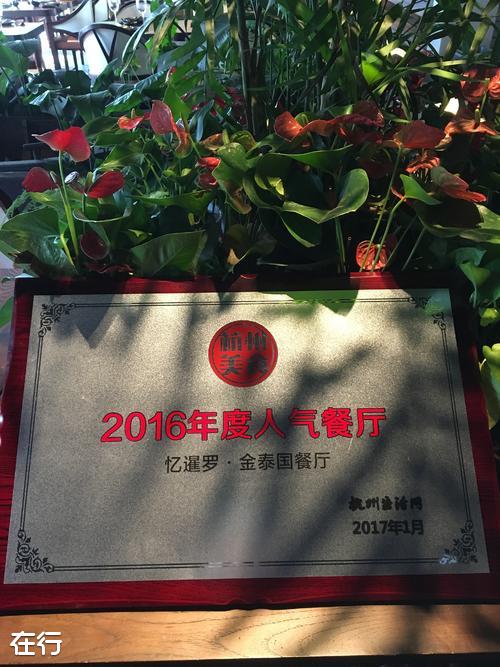 杭州
美食
2016年度人气餐厅
忆暹罗·金泰国餐厅
杭州生活网
2017年1月
在行